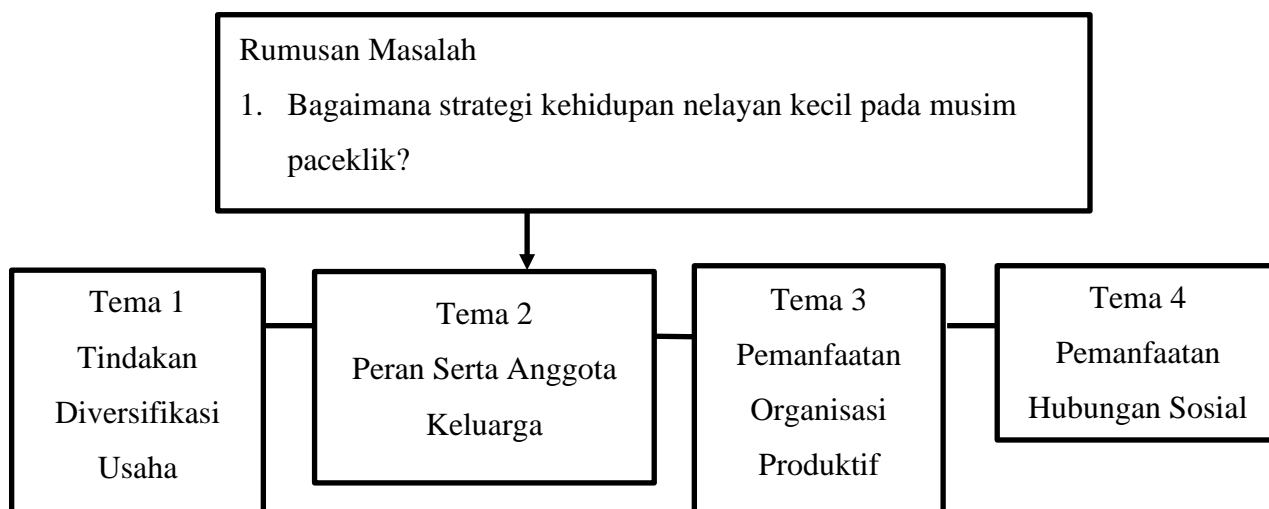 Rumusan Masalah
1. Bagaimana strategi kehidupan nelayan kecil pada musim
paceklik?
Tema 1
Tindakan
Diversifikasi
Usaha
Tema 2
Peran Serta Anggota
Keluarga
Tema 3
Pemanfaatan
Organisasi
Produktif
Tema 4
Pemanfaatan
Hubungan Sosial